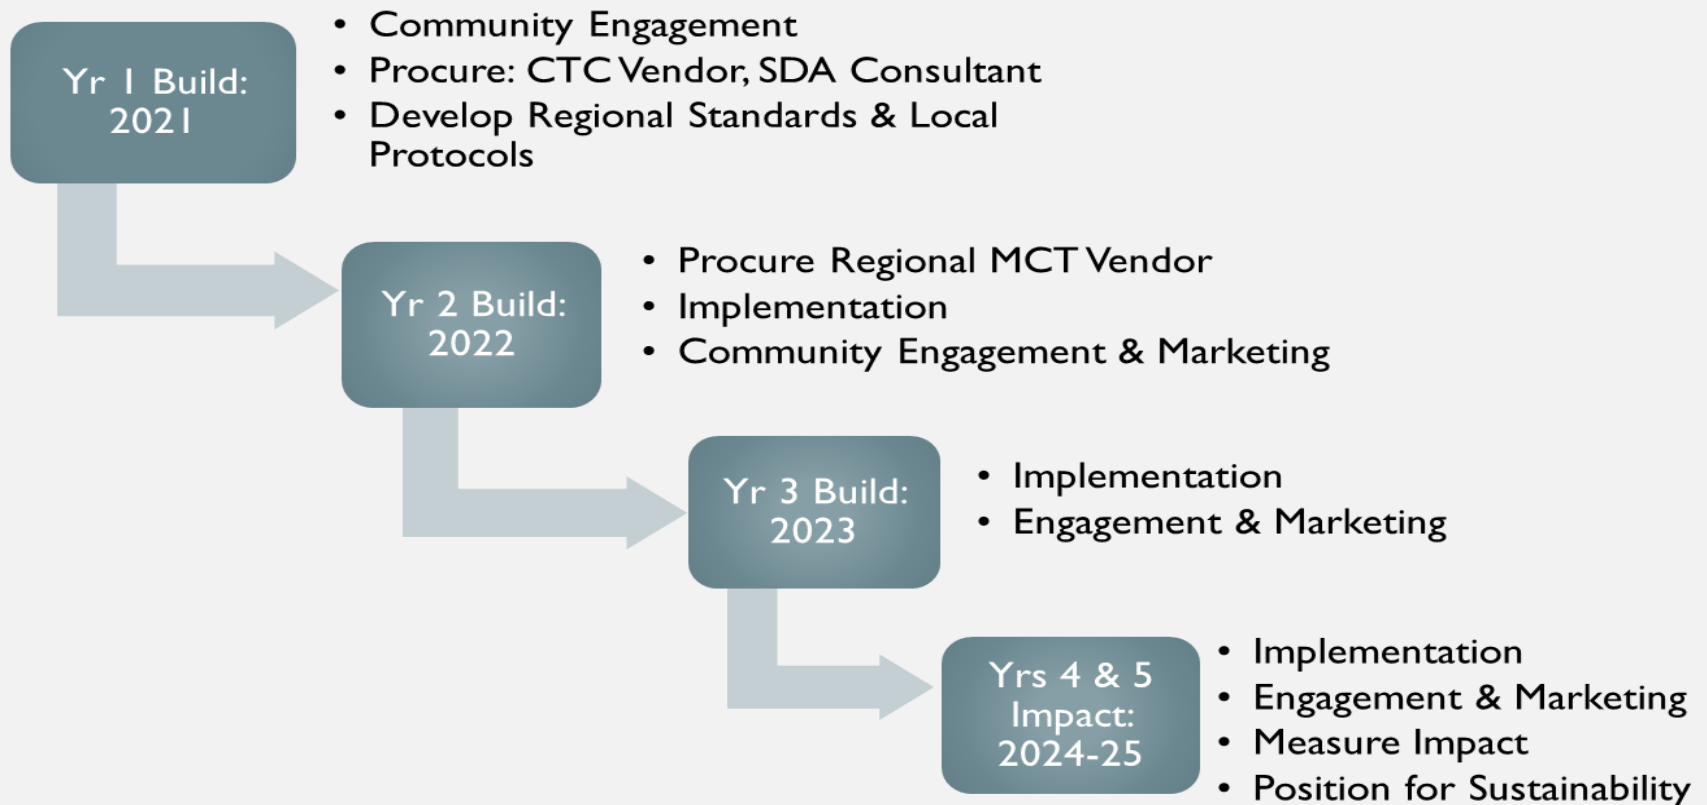 Yr 1 Build:
2021
• Community Engagement
• Procure: CTC Vendor, SDA Consultant
• Develop Regional Standards & Local
Protocols
Yr 2 Build:
2022
• Procure Regional MCT Vendor
• Implementation
• Community Engagement & Marketing
Yr 3 Build:
2023
• Implementation
• Engagement & Marketing
Yrs 4 & 5
Impact:
2024-25
• Implementation
• Engagement & Marketing
• Measure Impact
• Position for Sustainability